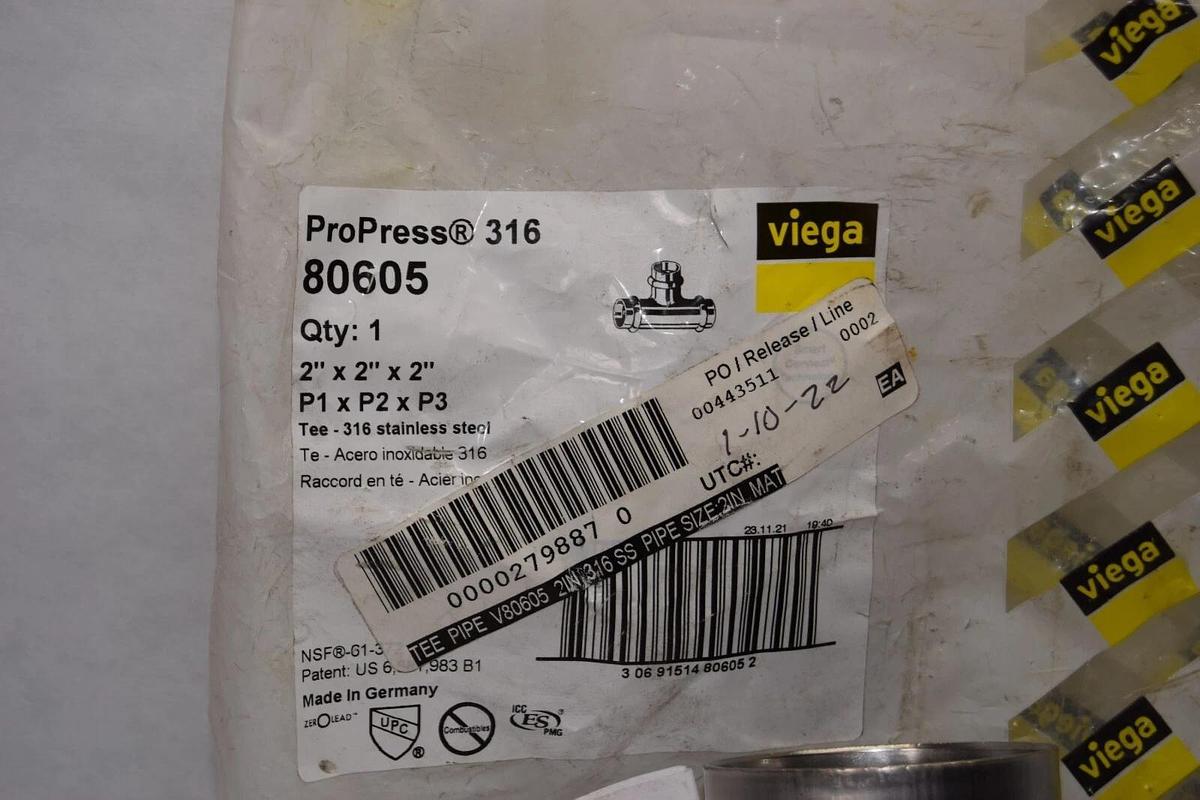 ProPress® 316
80605
Qty: 1
2" x 2" x 2"
P1 x P2 x P3
Tee - 316 stainless steel
Te - Acero inoxidable 316
Raccord en té - Acier
viega
PO / Release / Line
00443511 0002
1-10-22
EA
UTC#:
0000279887 0
TEE PIPE V80605 2IN 316 SS PIPE SIZE:2IN MAT
23.11.21 19:40
3 06 91514 80605 2
NSF®-61-
Patent: US 6, ,983 B1
Made In Germany
ZEROLEAD™
UPC ®
Combustibles
ICC ES PMG ®
viega
viega
viega
viega
viega